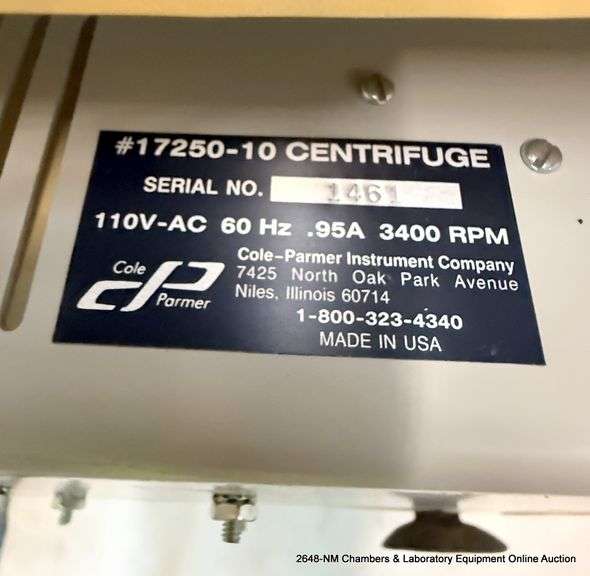 #17250-10 CENTRIFUGE
SERIAL NO. 1461
110V-AC 60 Hz .95A 3400 RPM
Cole Parmer
Cole-Parmer Instrument Company
7425 North Oak Park Avenue
Niles, Illinois 60714
1-800-323-4340
MADE IN USA
2648-NM Chambers & Laboratory Equipment Online Auction